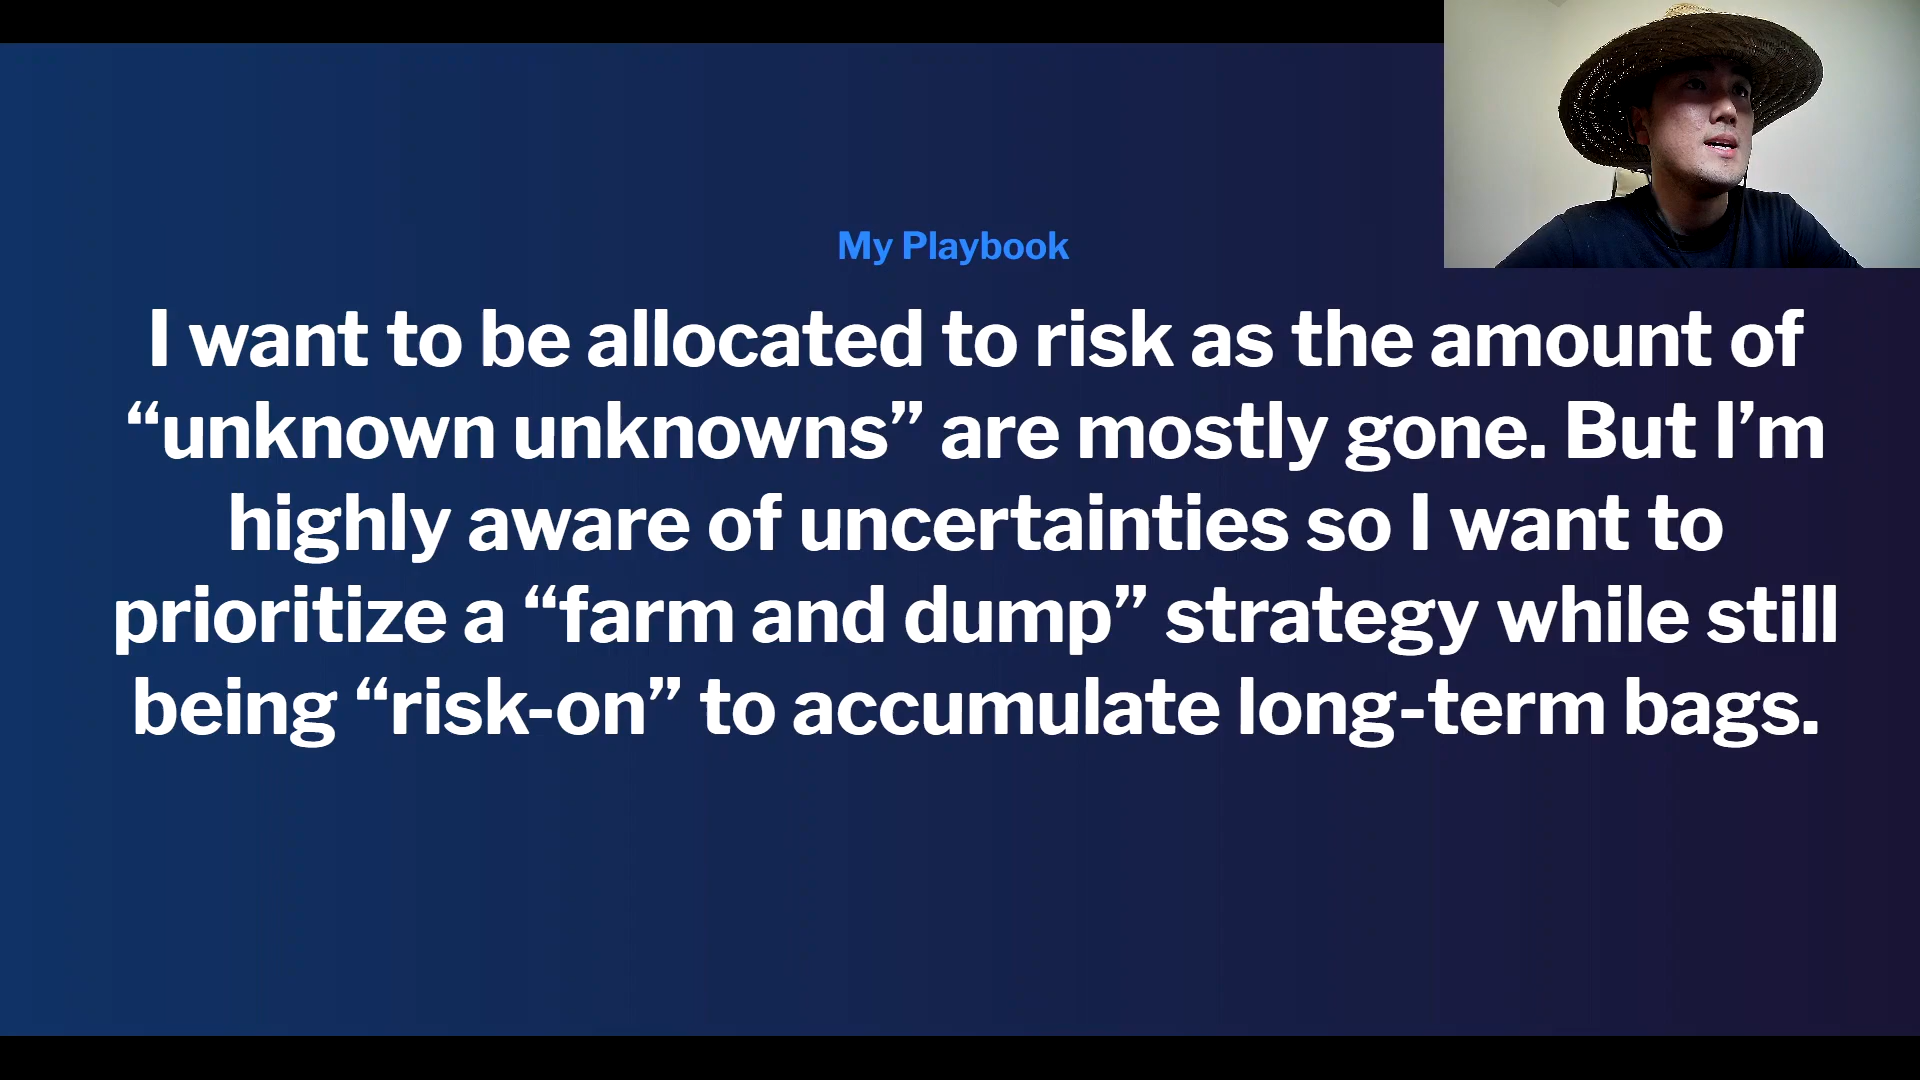 My Playbook
I want to be allocated to risk as the amount of
“unknown unknowns” are mostly gone. But I’m
highly aware of uncertainties so I want to
prioritize a “farm and dump” strategy while still
being “risk-on” to accumulate long-term bags.